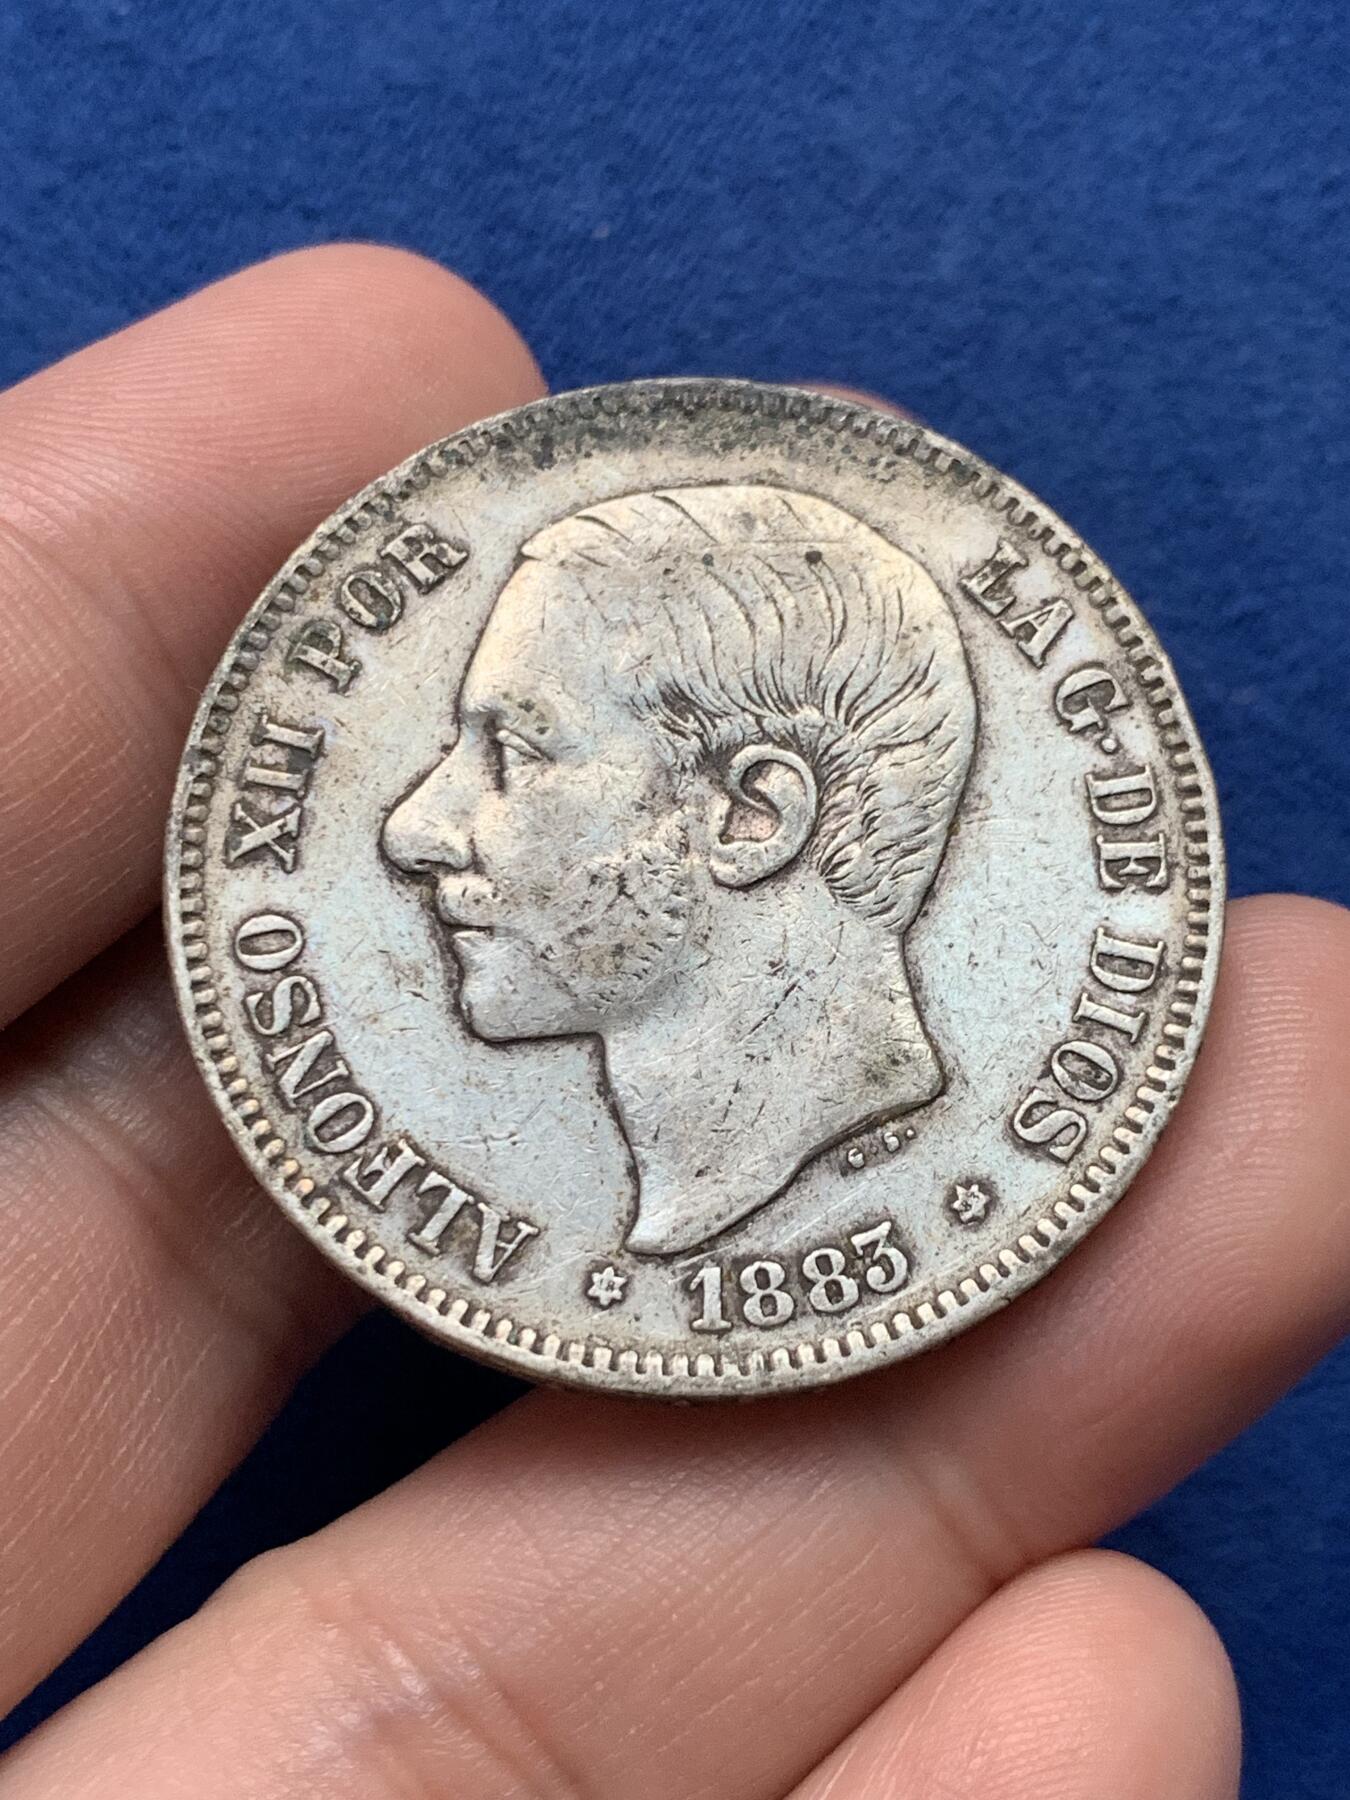 ALFONSO XII POR LA G. DE DIOS
1883
G. S.